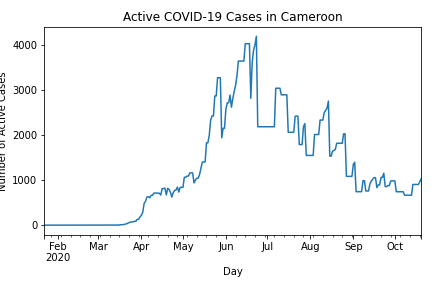 Active COVID-19 Cases in Cameroon
Number of Active Cases
4000
3000
2000
1000
0
Feb
2020
Mar
Apr
May
Jun
Jul
Aug
Sep
Oct
Day